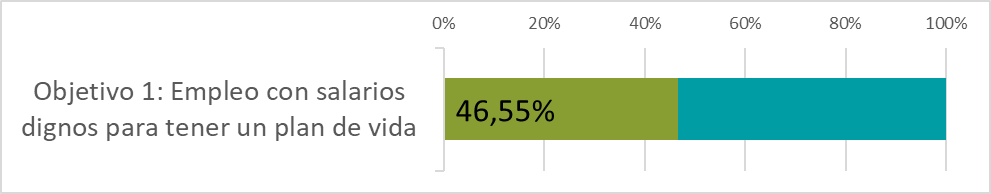 0% 20% 40% 60% 80% 100%
Objetivo 1: Empleo con salarios
dignos para tener un plan de vida
46,55%